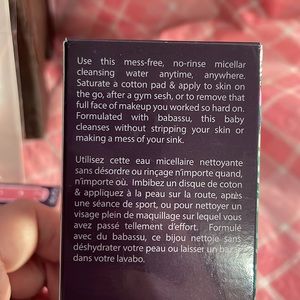 Use this mess-free, no-rinse micellar
cleansing water anytime, anywhere.
Saturate a cotton pad & apply to skin on
the go, after a gym sesh, or to remove that
full face of makeup you worked so hard on.
Formulated with babassu, this baby
cleanses without stripping your skin or
making a mess of your sink.
Utilisez cette eau micellaire nettoyante
sans désordre ou rinçage n'importe quand,
n'importe où. Imbibez un disque de coton
& appliquez à la peau sur la route, après
une séance de sport, ou pour nettoyer un
visage plein de maquillage sur lequel vous
avez passé tellement d'effort. Formulé
avec du babassu, ce bijou nettoie sans
déshydrater votre peau ou laisser un bazar
dans votre lavabo.